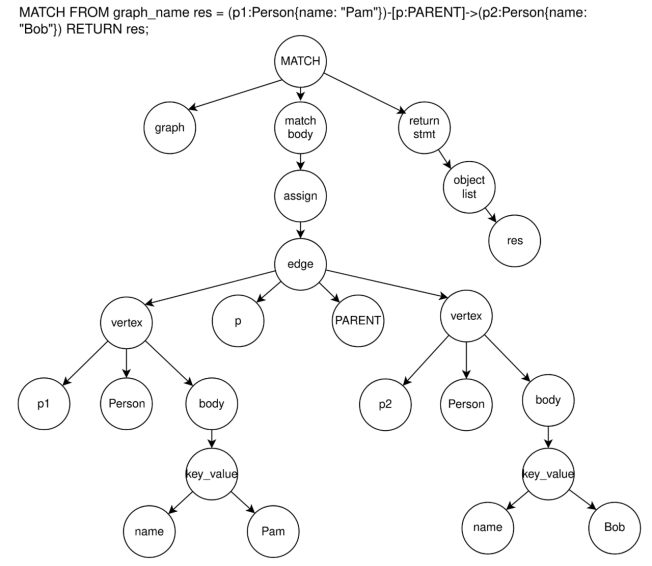 MATCH FROM graph_name res = (p1:Person{name: "Pam"})-[p:PARENT]->(p2:Person{name:
"Bob"}) RETURN res;
MATCH
graph
match
body
return
stmt
assign
object
list
res
edge
vertex
p
PARENT
vertex
p1
Person
body
p2
Person
body
key_value
key_value
name
Pam
name
Bob